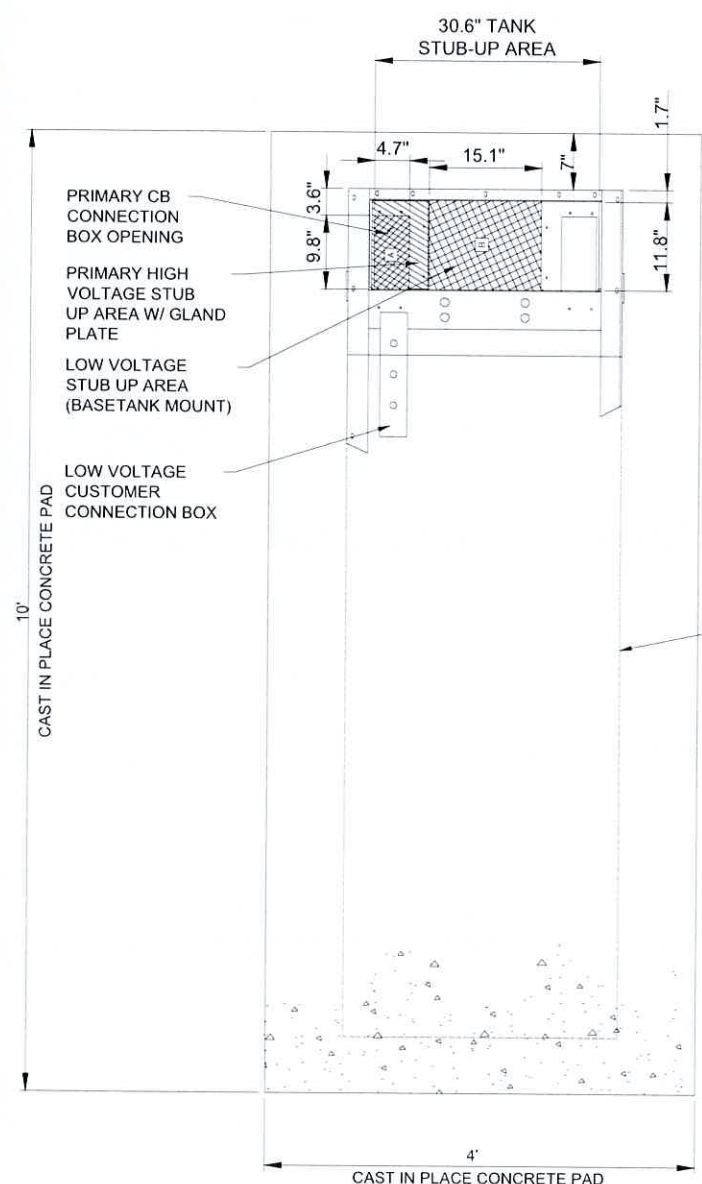 30.6" TANK
STUB-UP AREA
1.7"
4.7"
15.1"
7"
3.6"
9.8"
11.8"
PRIMARY CB
CONNECTION
BOX OPENING
PRIMARY HIGH
VOLTAGE STUB
UP AREA W/ GLAND
PLATE
LOW VOLTAGE
STUB UP AREA
(BASETANK MOUNT)
LOW VOLTAGE
CUSTOMER
CONNECTION BOX
A
B
10'
CAST IN PLACE CONCRETE PAD
4'
CAST IN PLACE CONCRETE PAD